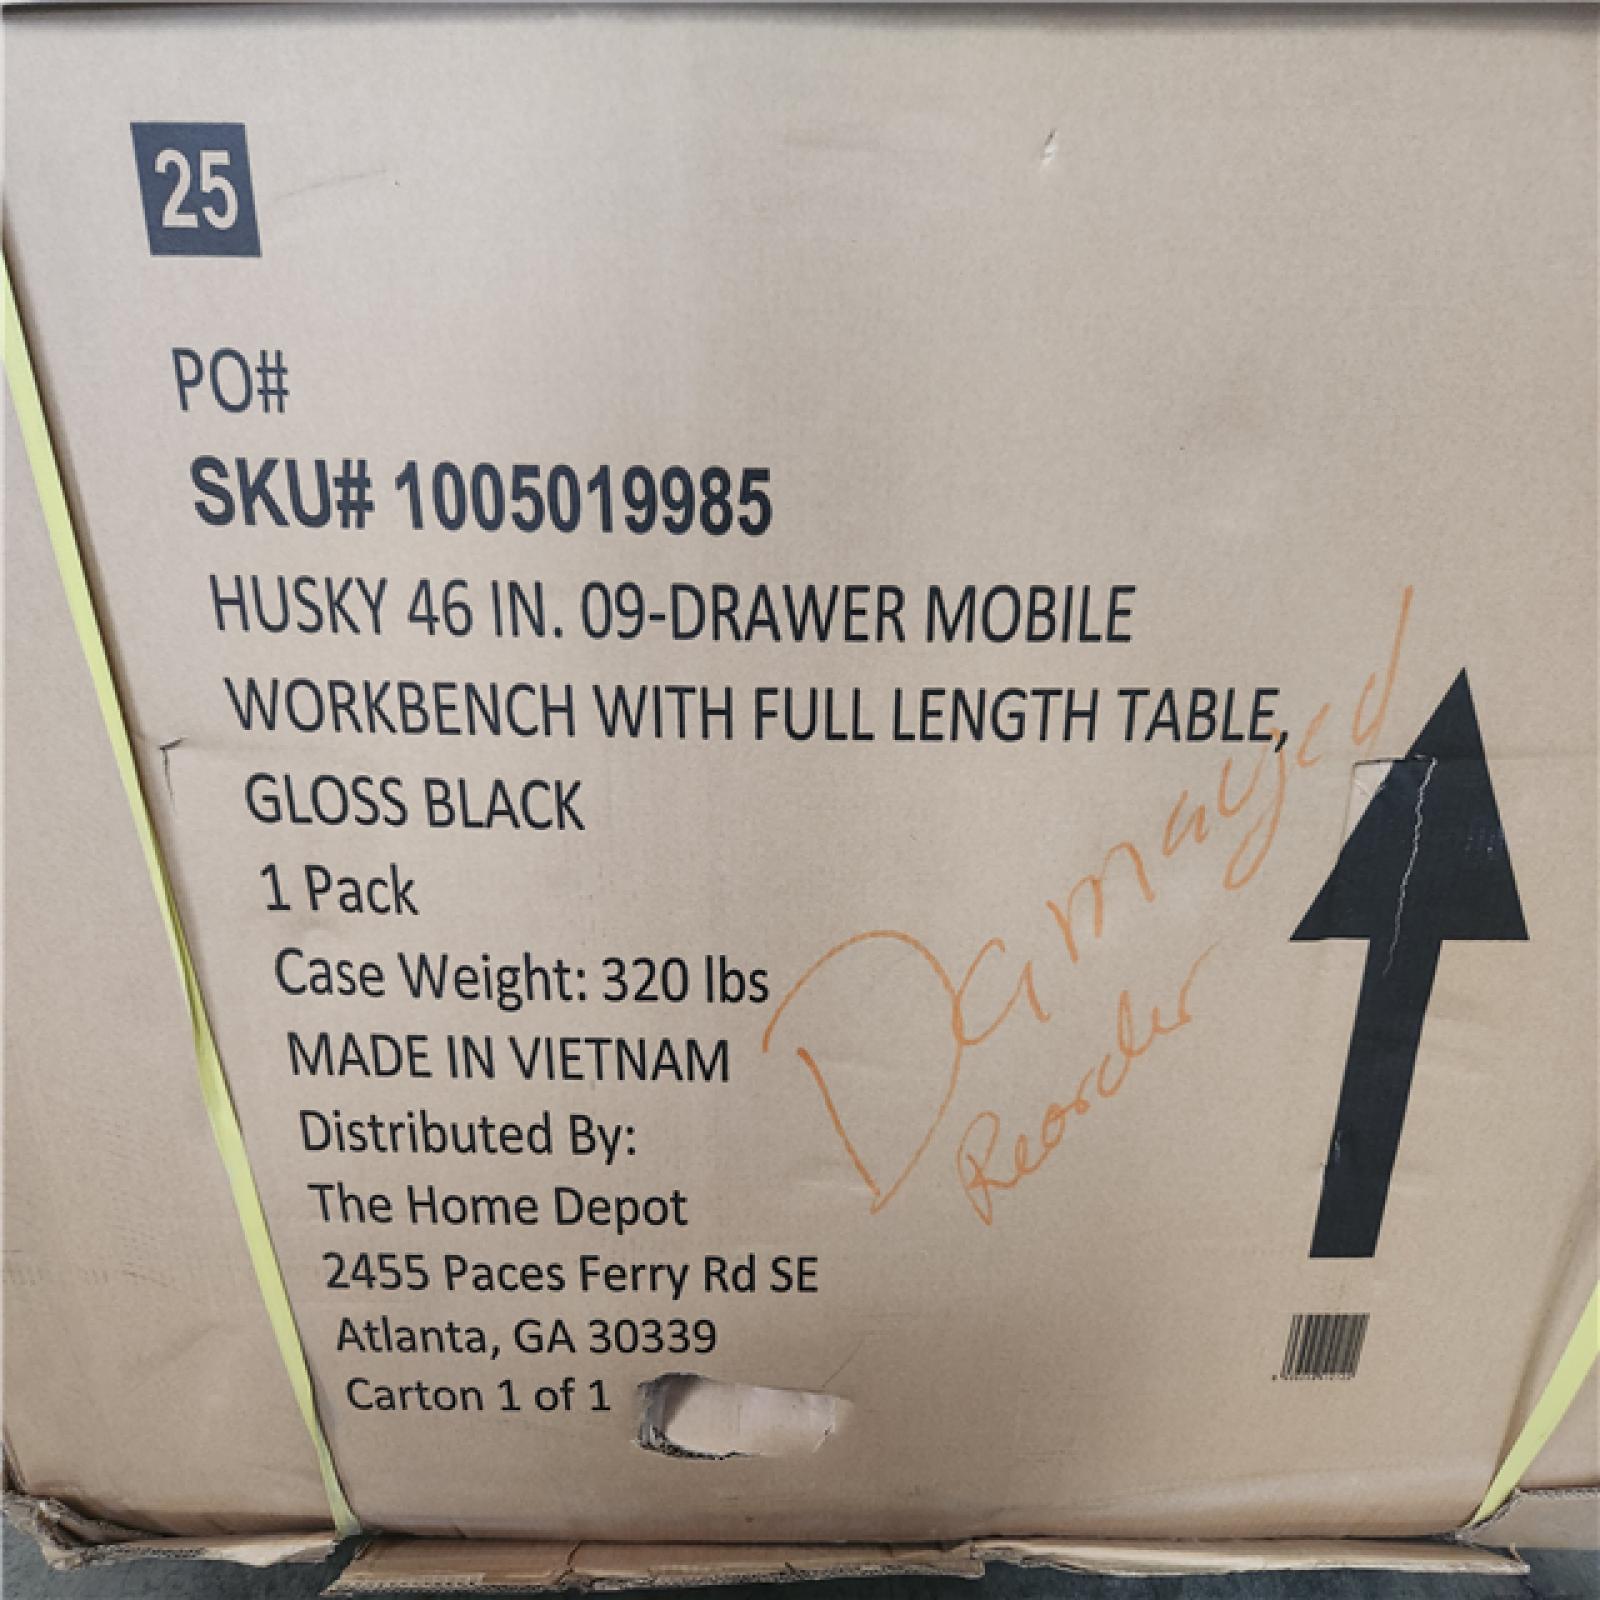 25
PO#
SKU# 1005019985
HUSKY 46 IN. 09-DRAWER MOBILE
WORKBENCH WITH FULL LENGTH TABLE,
GLOSS BLACK
1 Pack
Case Weight: 320 lbs
MADE IN VIETNAM
Distributed By:
The Home Depot
2455 Paces Ferry Rd SE
Atlanta, GA 30339
Carton 1 of 1
Damaged
Reorder